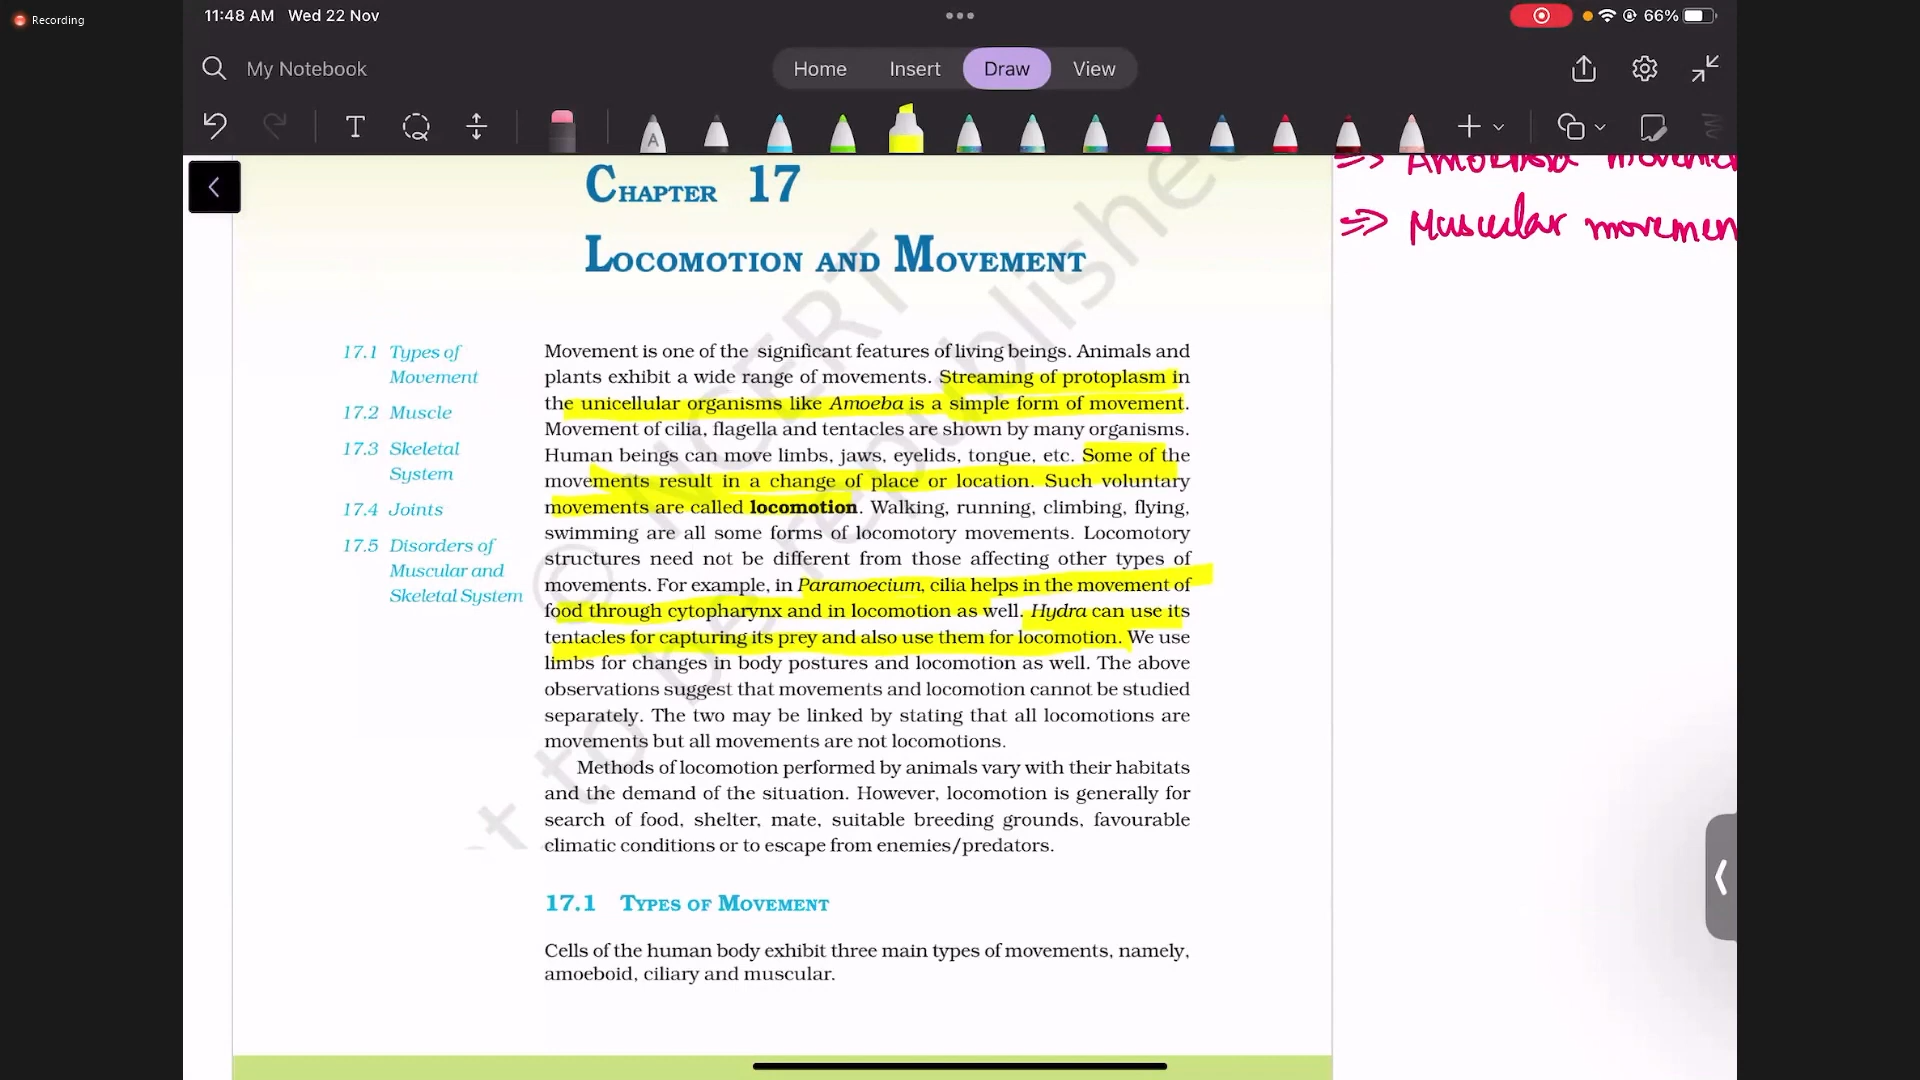 Recording
11:48 AM Wed 22 Nov
66%
My Notebook
Home Insert Draw View
T
A
CHAPTER 17
LOCOMOTION AND MOVEMENT
17.1 Types of
Movement
17.2 Muscle
17.3 Skeletal
System
17.4 Joints
17.5 Disorders of
Muscular and
Skeletal System
Movement is one of the significant features of living beings. Animals and
plants exhibit a wide range of movements. Streaming of protoplasm in
the unicellular organisms like Amoeba is a simple form of movement.
Movement of cilia, flagella and tentacles are shown by many organisms.
Human beings can move limbs, jaws, eyelids, tongue, etc. Some of the
movements result in a change of place or location. Such voluntary
movements are called locomotion. Walking, running, climbing, flying,
swimming are all some forms of locomotory movements. Locomotory
structures need not be different from those affecting other types of
movements. For example, in Paramoecium, cilia helps in the movement of
food through cytopharynx and in locomotion as well. Hydra can use its
tentacles for capturing its prey and also use them for locomotion. We use
limbs for changes in body postures and locomotion as well. The above
observations suggest that movements and locomotion cannot be studied
separately. The two may be linked by stating that all locomotions are
movements but all movements are not locomotions.
Methods of locomotion performed by animals vary with their habitats
and the demand of the situation. However, locomotion is generally for
search of food, shelter, mate, suitable breeding grounds, favourable
climatic conditions or to escape from enemies/predators.
17.1 TYPES OF MOVEMENT
Cells of the human body exhibit three main types of movements, namely,
amoeboid, ciliary and muscular.
© NCERT
to be republished
=> Muscular movemen